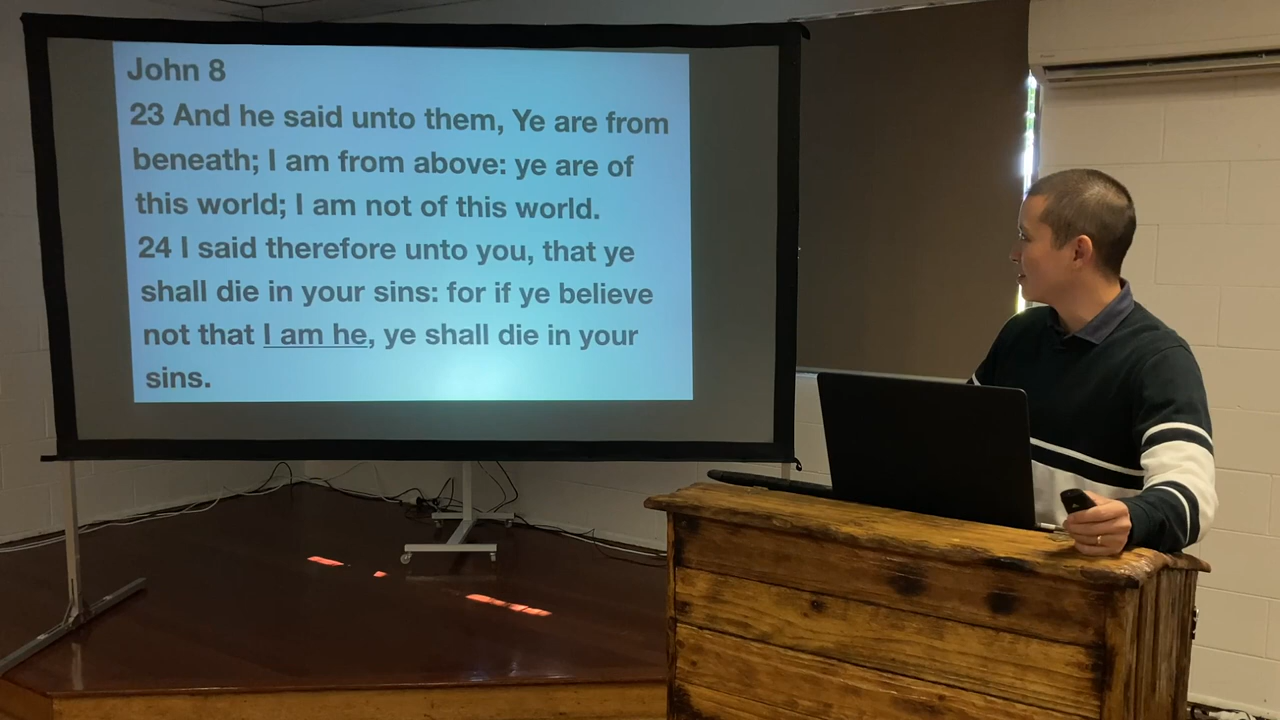 John 8
23 And he said unto them, Ye are from
beneath; I am from above: ye are of
this world; I am not of this world.
24 I said therefore unto you, that ye
shall die in your sins: for if ye believe
not that I am he, ye shall die in your
sins.